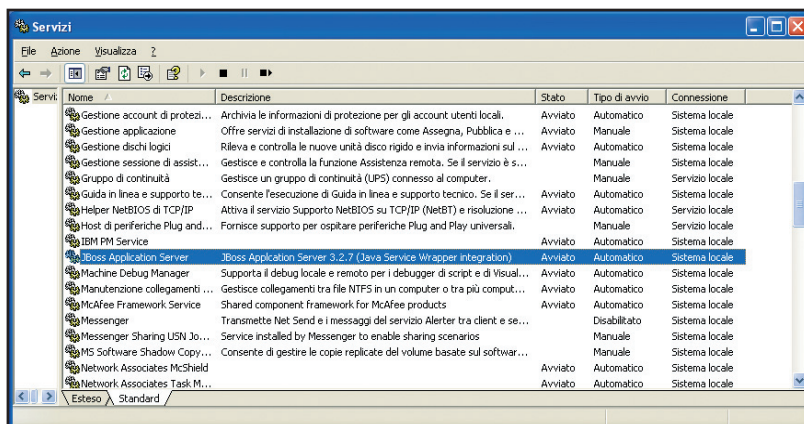 Servizi
File Azione Visualizza ?
Servi:
Nome Descrizione Stato Tipo di avvio Connessione
Gestione account di protezi... Archivia le informazioni di protezione per gli account utenti locali. Avviato Automatico Sistema locale
Gestione applicazione Offre servizi di installazione di software come Assegna, Pubblica e ... Avviato Manuale Sistema locale
Gestione dischi logici Rileva e controlla le nuove unità disco rigido e invia informazioni sul ... Avviato Automatico Sistema locale
Gestione sessione di assist... Gestisce e controlla la funzione Assistenza remota. Se il servizio è s... Manuale Sistema locale
Gruppo di continuità Gestisce un gruppo di continuità (UPS) connesso al computer. Manuale Servizio locale
Guida in linea e supporto te... Consente l'esecuzione di Guida in linea e supporto tecnico. Se il ser... Avviato Automatico Sistema locale
Helper NetBIOS di TCP/IP Attiva il servizio Supporto NetBIOS su TCP/IP (NetBT) e risoluzione ... Avviato Automatico Servizio locale
Host di periferiche Plug and... Fornisce supporto per ospitare periferiche Plug and Play universali. Manuale Servizio locale
IBM PM Service Avviato Automatico Sistema locale
JBoss Application Server JBoss Applcation Server 3.2.7 (Java Service Wrapper integration) Avviato Automatico Sistema locale
Machine Debug Manager Supporta il debug locale e remoto per i debugger di script e di Visual... Avviato Automatico Sistema locale
Manutenzione collegamenti ... Gestisce collegamenti tra file NTFS in un computer o tra più comput... Avviato Automatico Sistema locale
McAfee Framework Service Shared component framework for McAfee products Avviato Automatico Sistema locale
Messenger Transmette Net Send e i messaggi del servizio Alerter tra client e se... Disabilitato Sistema locale
Messenger Sharing USN Jo... Service installed by Messenger to enable sharing scenarios Manuale Sistema locale
MS Software Shadow Copy... Consente di gestire le copie replicate del volume basate sul softwar... Manuale Sistema locale
Network Associates McShield Avviato Automatico Sistema locale
Network Associates Task M... Avviato Automatico Sistema locale
Esteso Standard